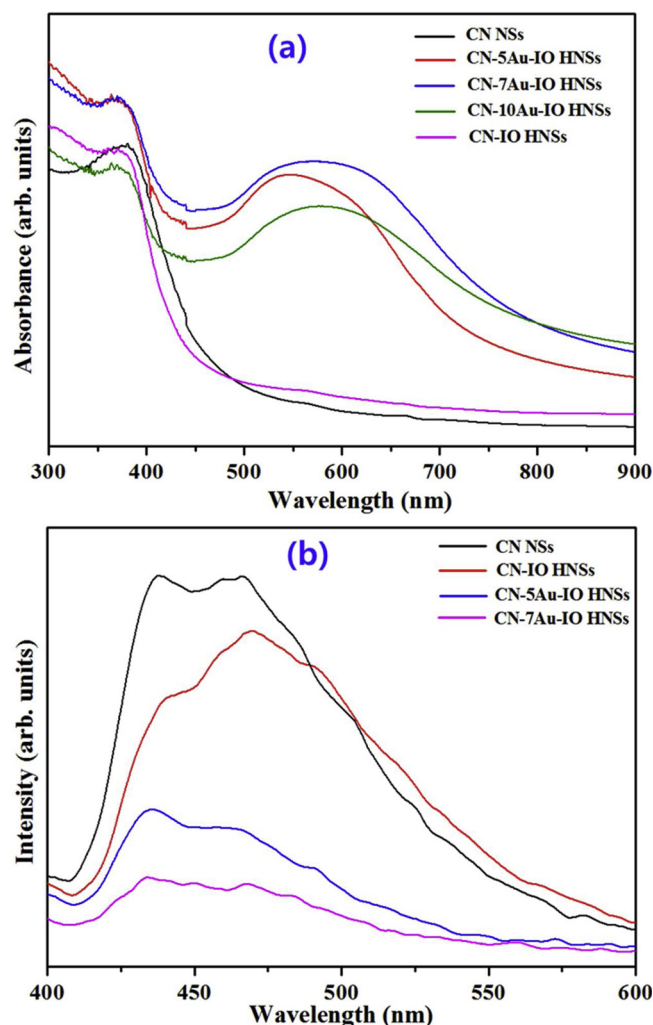 (a)
CN NSs
CN-5Au-IO HNSs
CN-7Au-IO HNSs
CN-10Au-IO HNSs
CN-IO HNSs
Absorbance (arb. units)
300 400 500 600 700 800 900
Wavelength (nm)
(b)
CN NSs
CN-IO HNSs
CN-5Au-IO HNSs
CN-7Au-IO HNSs
Intensity (arb. units)
400 450 500 550 600
Wavelength (nm)